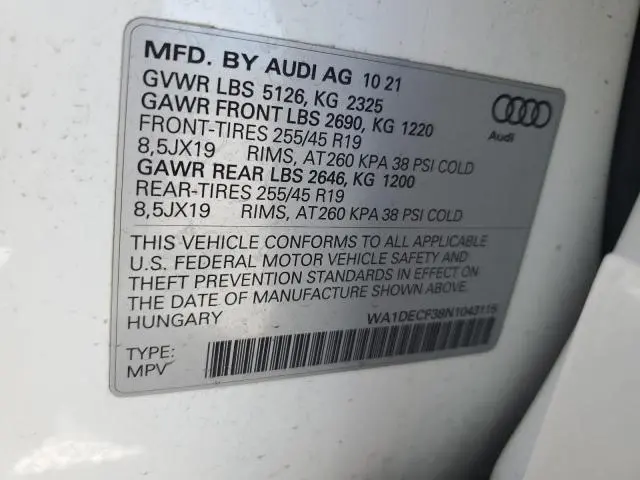 MFD. BY AUDI AG 10 21
GVWR LBS 5126, KG 2325
GAWR FRONT LBS 2690, KG 1220
FRONT-TIRES 255/45 R19
8,5JX19 RIMS, AT260 KPA 38 PSI COLD
GAWR REAR LBS 2646, KG 1200
REAR-TIRES 255/45 R19
8,5JX19 RIMS, AT260 KPA 38 PSI COLD
Audi
THIS VEHICLE CONFORMS TO ALL APPLICABLE
U.S. FEDERAL MOTOR VEHICLE SAFETY AND
THEFT PREVENTION STANDARDS IN EFFECT ON
THE DATE OF MANUFACTURE SHOWN ABOVE.
HUNGARY
WA1DECF38N1043115
TYPE:
MPV